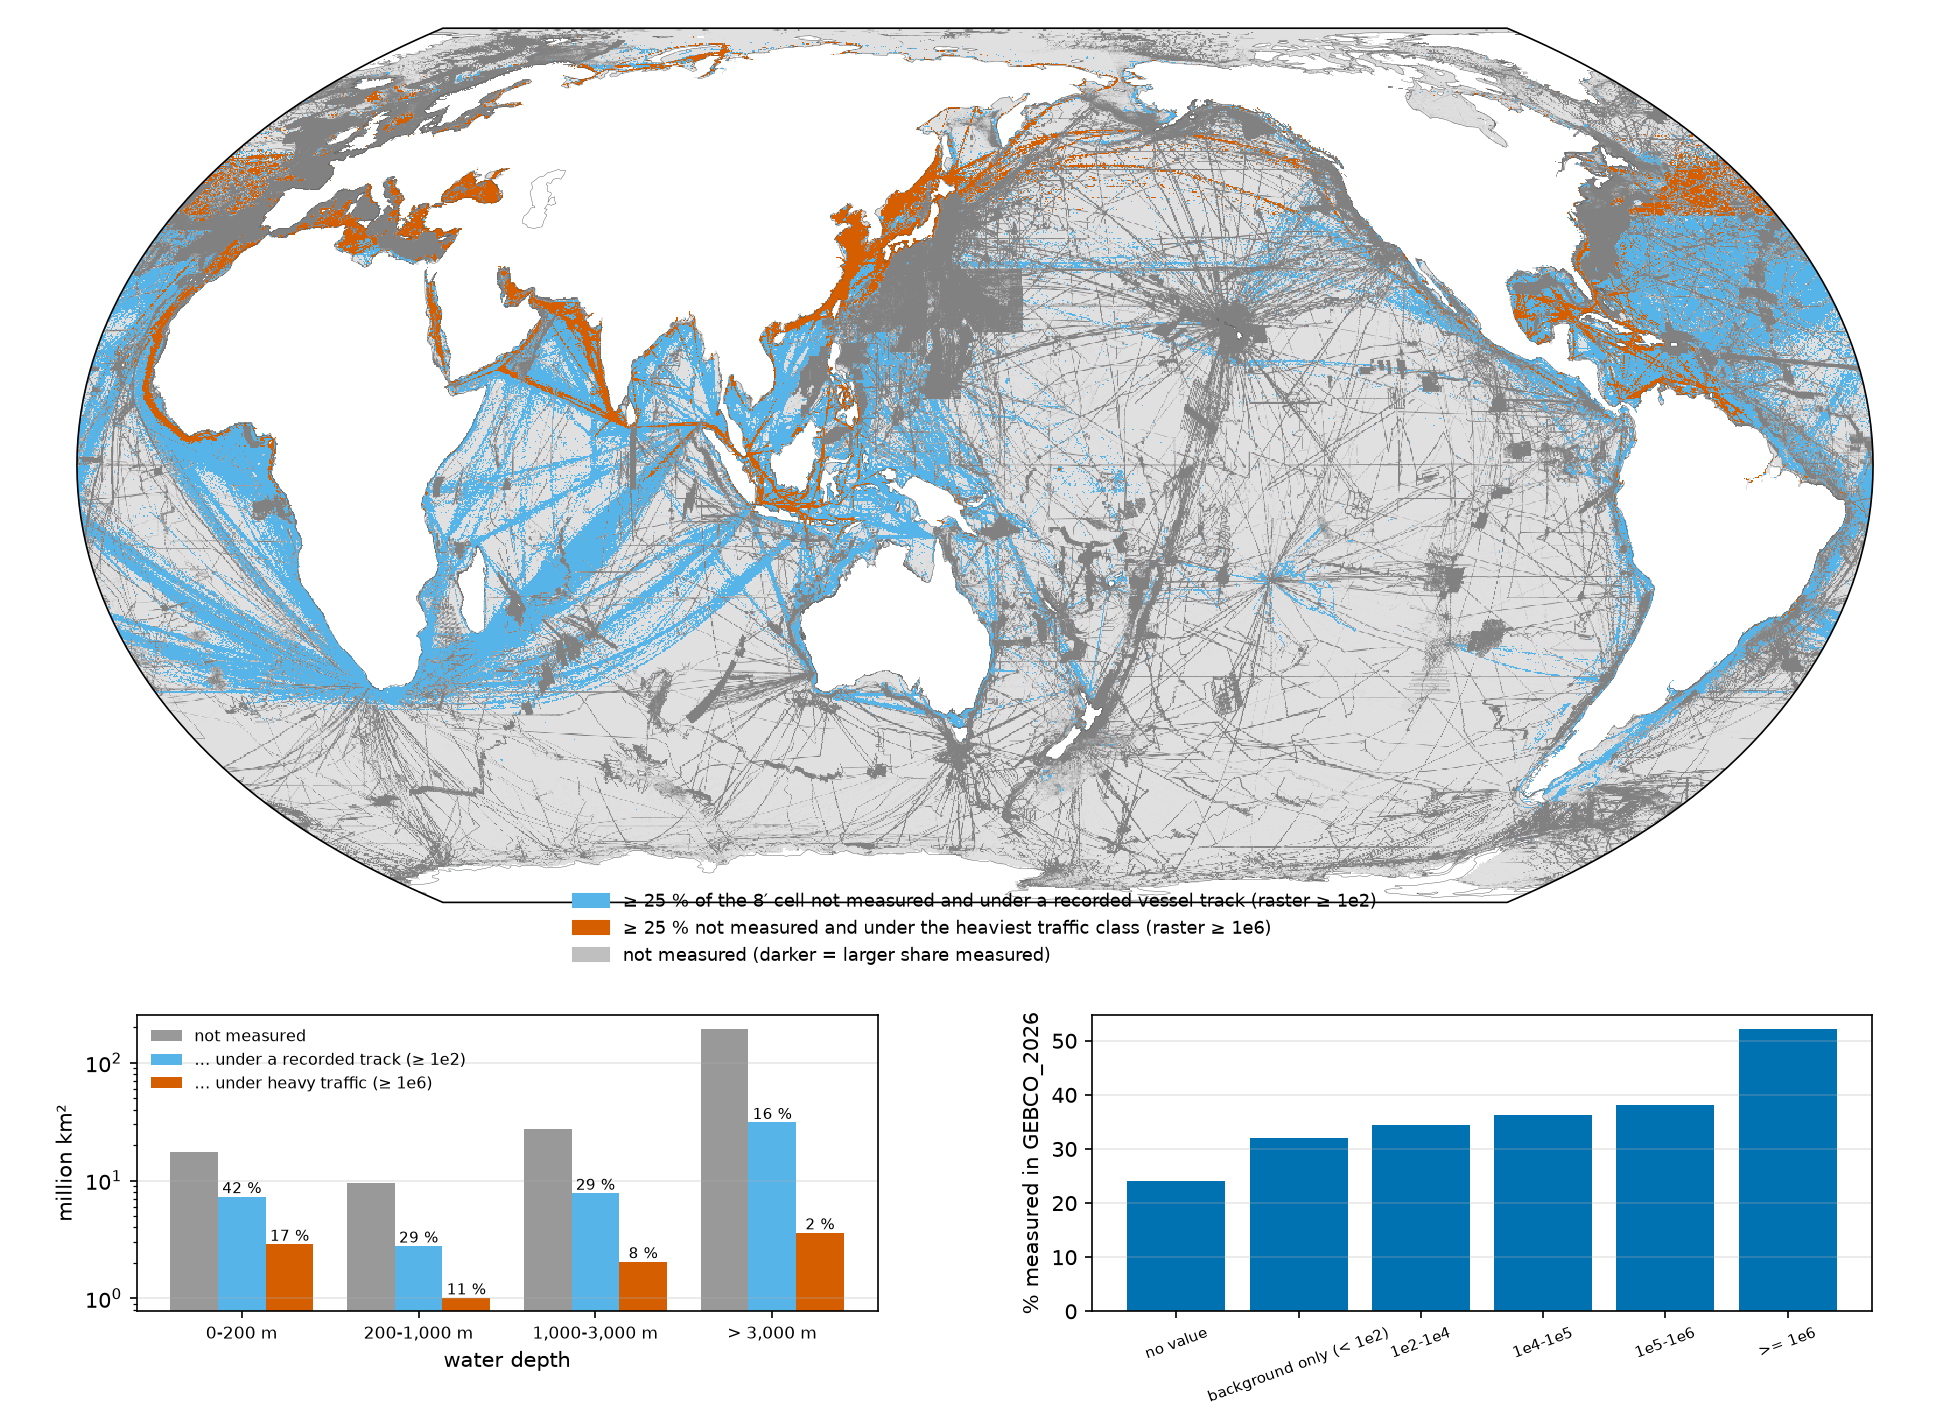 ≥ 25 % of the 8′ cell not measured and under a recorded vessel track (raster ≥ 1e2)
≥ 25 % not measured and under the heaviest traffic class (raster ≥ 1e6)
not measured (darker = larger share measured)
not measured
... under a recorded track (≥ 1e2)
... under heavy traffic (≥ 1e6)
million km²
10²
10¹
10⁰
42 %
17 %
29 %
11 %
29 %
8 %
16 %
2 %
0-200 m
200-1,000 m
1,000-3,000 m
> 3,000 m
water depth
% measured in GEBCO_2026
50
40
30
20
10
0
no value
background only (< 1e2)
1e2-1e4
1e4-1e5
1e5-1e6
>= 1e6